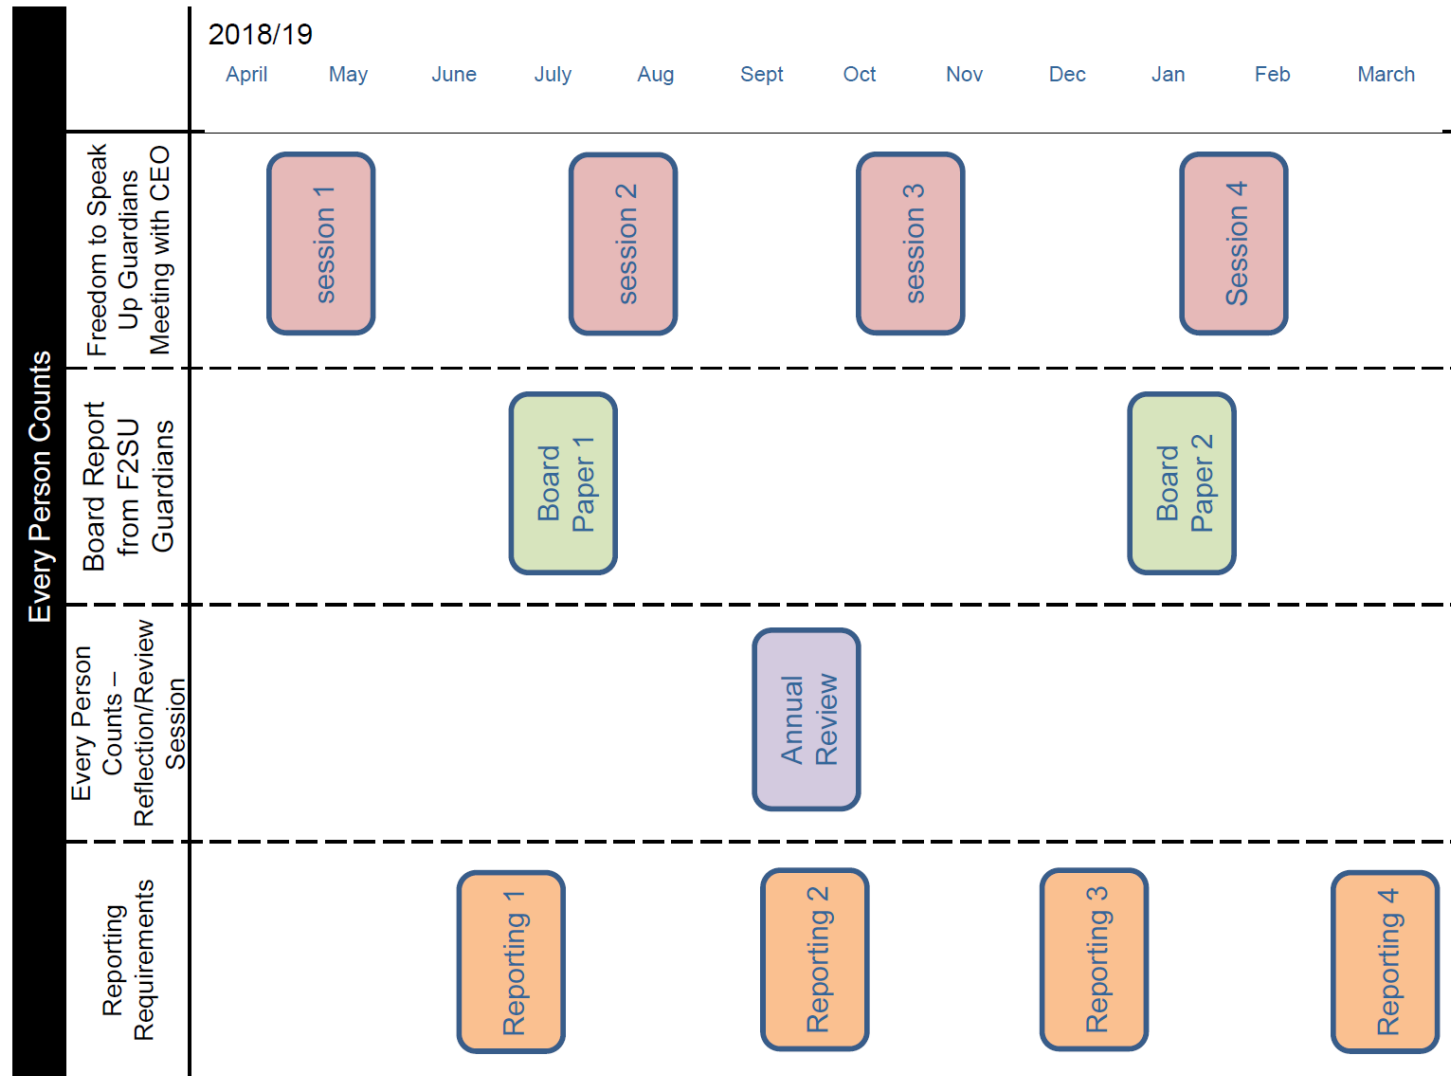 2018/19
April May June July Aug Sept Oct Nov Dec Jan Feb March
Every Person Counts
Freedom to Speak
Up Guardians
Meeting with CEO
session 1
session 2
session 3
Session 4
Board Report
from F2SU
Guardians
Board
Paper 1
Board
Paper 2
Every Person
Counts –
Reflection/Review
Session
Annual
Review
Reporting
Requirements
Reporting 1
Reporting 2
Reporting 3
Reporting 4